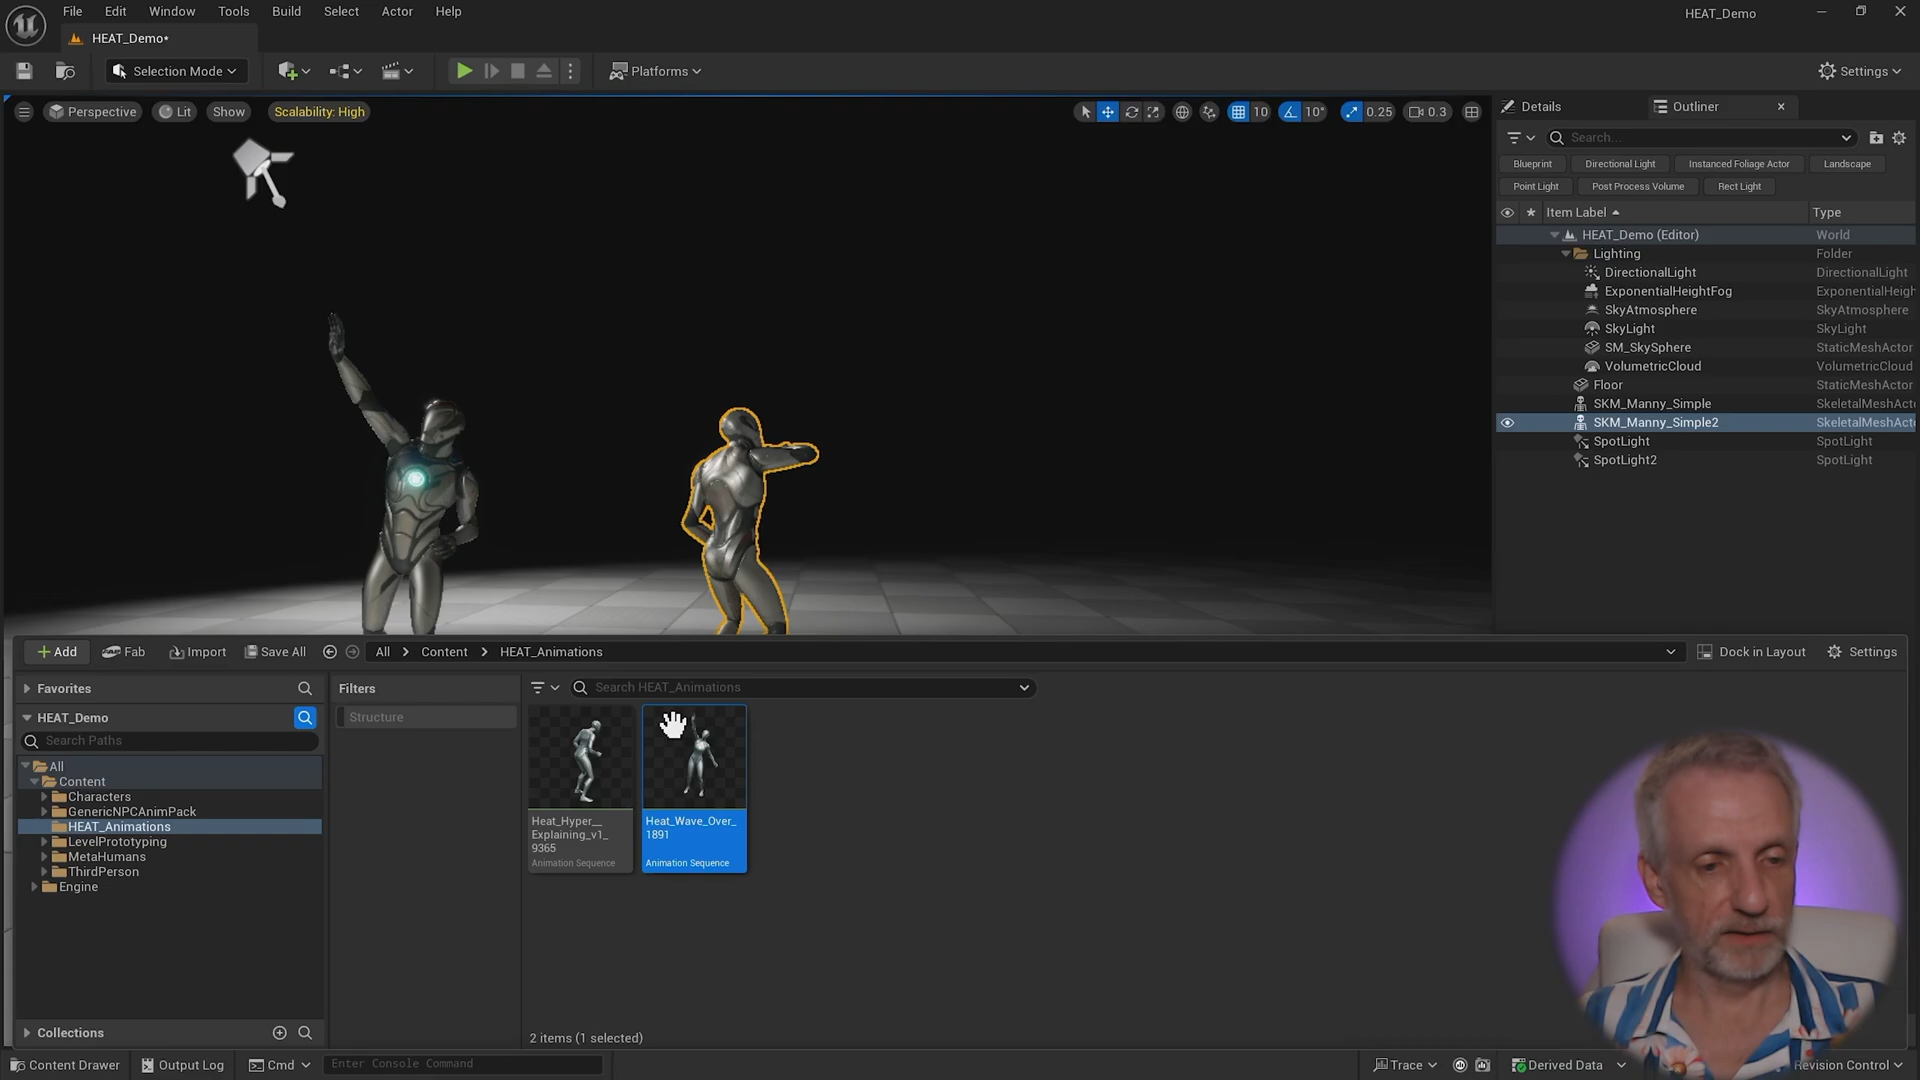 File Edit Window Tools Build Select Actor Help
HEAT_Demo
HEAT_Demo•
Selection Mode
Platforms
Settings
Perspective
Lit
Show
Scalability: High
10
10°
0.25
0.3
Details
Outliner
Search...
Blueprint
Directional Light
Instanced Foliage Actor
Landscape
Point Light
Post Process Volume
Rect Light
Item Label
Type
HEAT_Demo (Editor) World
Lighting Folder
DirectionalLight DirectionalLight
ExponentialHeightFog ExponentialHeigh
SkyAtmosphere SkyAtmosphere
SkyLight SkyLight
SM_SkySphere StaticMeshActor
VolumetricCloud VolumetricCloud
Floor StaticMeshActor
SKM_Manny_Simple SkeletalMeshActo
SKM_Manny_Simple2 SkeletalMeshActo
SpotLight SpotLight
SpotLight2 SpotLight
Add
Fab
Import
Save All
All
Content
HEAT_Animations
Dock in Layout
Settings
Favorites
HEAT_Demo
Search Paths
All
Content
Characters
GenericNPCAnimPack
HEAT_Animations
LevelPrototyping
MetaHumans
ThirdPerson
Engine
Collections
Filters
Structure
Search HEAT_Animations
Heat_Hyper__
Explaining_v1_
9365
Animation Sequence
Heat_Wave_Over_
1891
Animation Sequence
2 items (1 selected)
Content Drawer
Output Log
Cmd
Enter Console Command
Trace
Derived Data
Revision Control